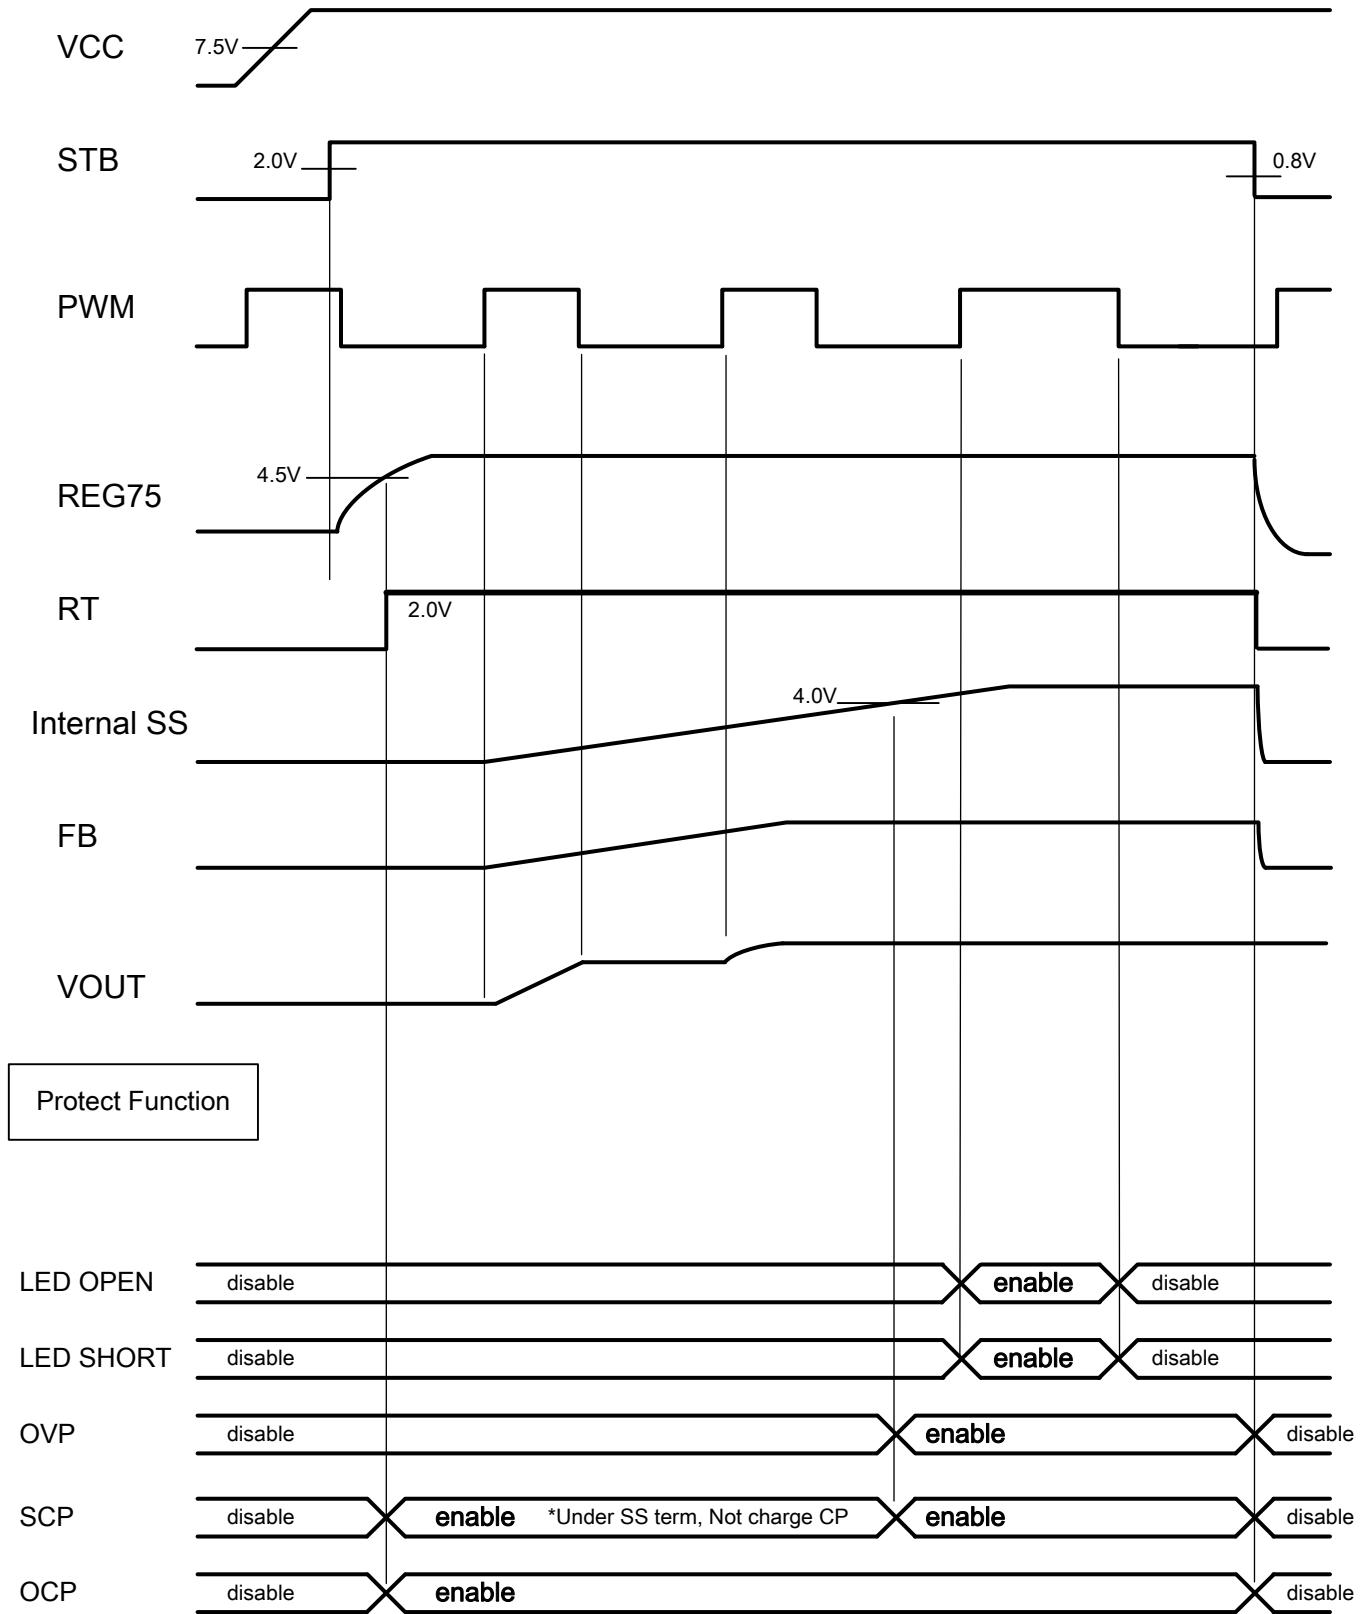 VCC 7.5V
STB 2.0V 0.8V
PWM
REG75 4.5V
RT 2.0V
Internal SS 4.0V
FB
VOUT
Protect Function
LED OPEN disable enable disable
LED SHORT disable enable disable
OVP disable enable disable
SCP disable enable *Under SS term, Not charge CP enable disable
OCP disable enable disable